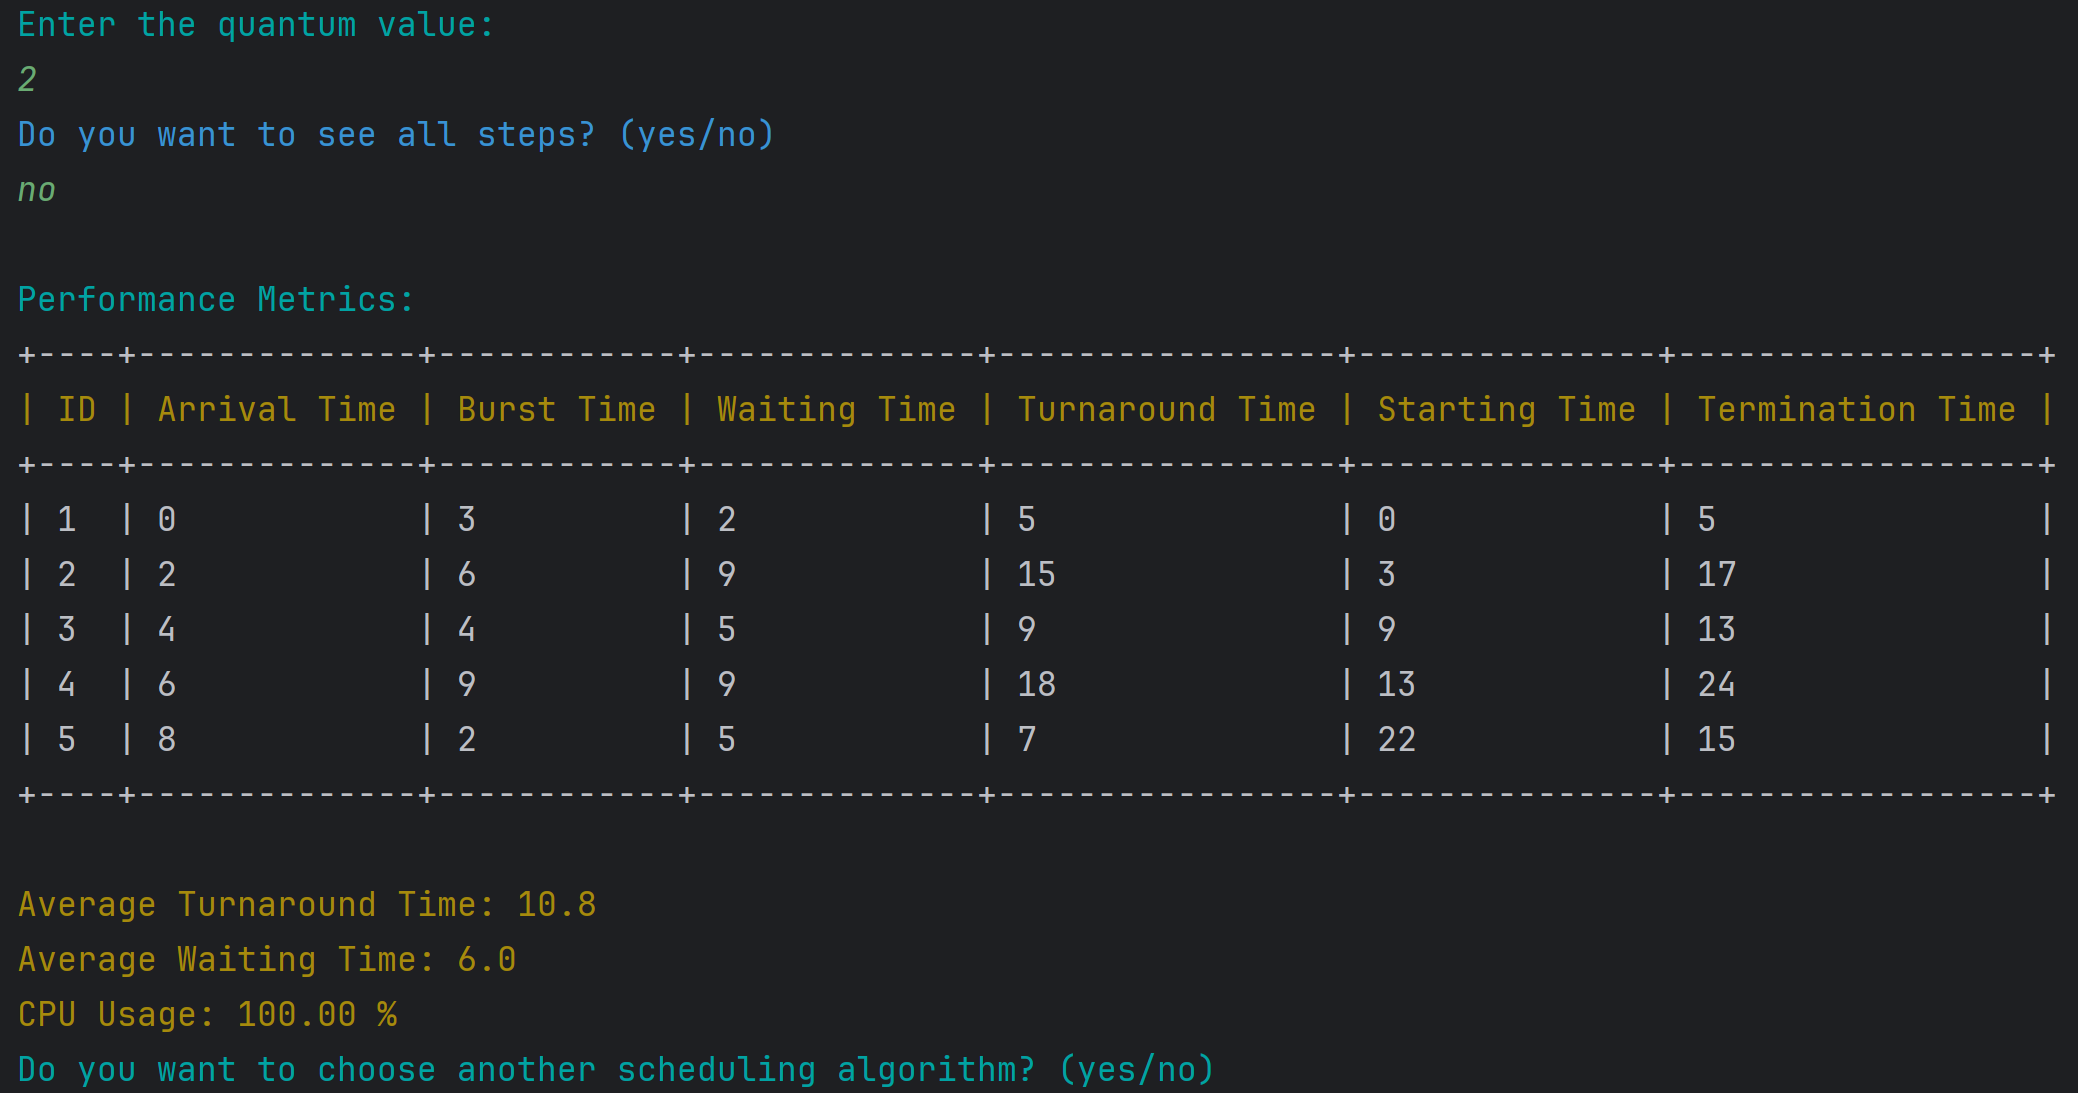 Enter the quantum value:
2
Do you want to see all steps? (yes/no)
no
Performance Metrics:
+----+--------------+------------+--------------+-----------------+---------------+------------------+
| ID | Arrival Time | Burst Time | Waiting Time | Turnaround Time | Starting Time | Termination Time |
+----+--------------+------------+--------------+-----------------+---------------+------------------+
| 1  | 0            | 3          | 2            | 5               | 0             | 5                |
| 2  | 2            | 6          | 9            | 15              | 3             | 17               |
| 3  | 4            | 4          | 5            | 9               | 9             | 13               |
| 4  | 6            | 9          | 9            | 18              | 13            | 24               |
| 5  | 8            | 2          | 5            | 7               | 22            | 15               |
+----+--------------+------------+--------------+-----------------+---------------+------------------+
Average Turnaround Time: 10.8
Average Waiting Time: 6.0
CPU Usage: 100.00 %
Do you want to choose another scheduling algorithm? (yes/no)